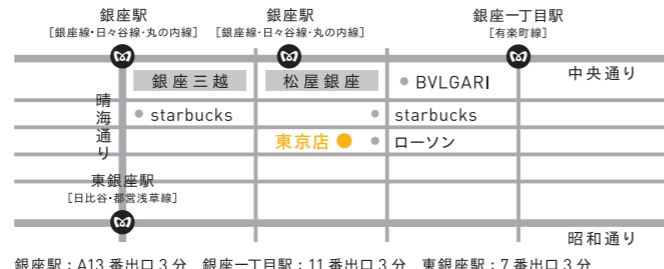 銀座駅 銀座駅 銀座一丁目駅
[銀座線・日々谷線・丸の内線] [銀座線・日々谷線・丸の内線] [有楽町線]
中央通り
銀座三越 松屋銀座 BVLGARI
晴海通り
starbucks starbucks
東京店 ローソン
東銀座駅
[日比谷・都営浅草線]
昭和通り
銀座駅：A13番出口3分 銀座一丁目駅：11番出口3分 東銀座駅：7番出口3分